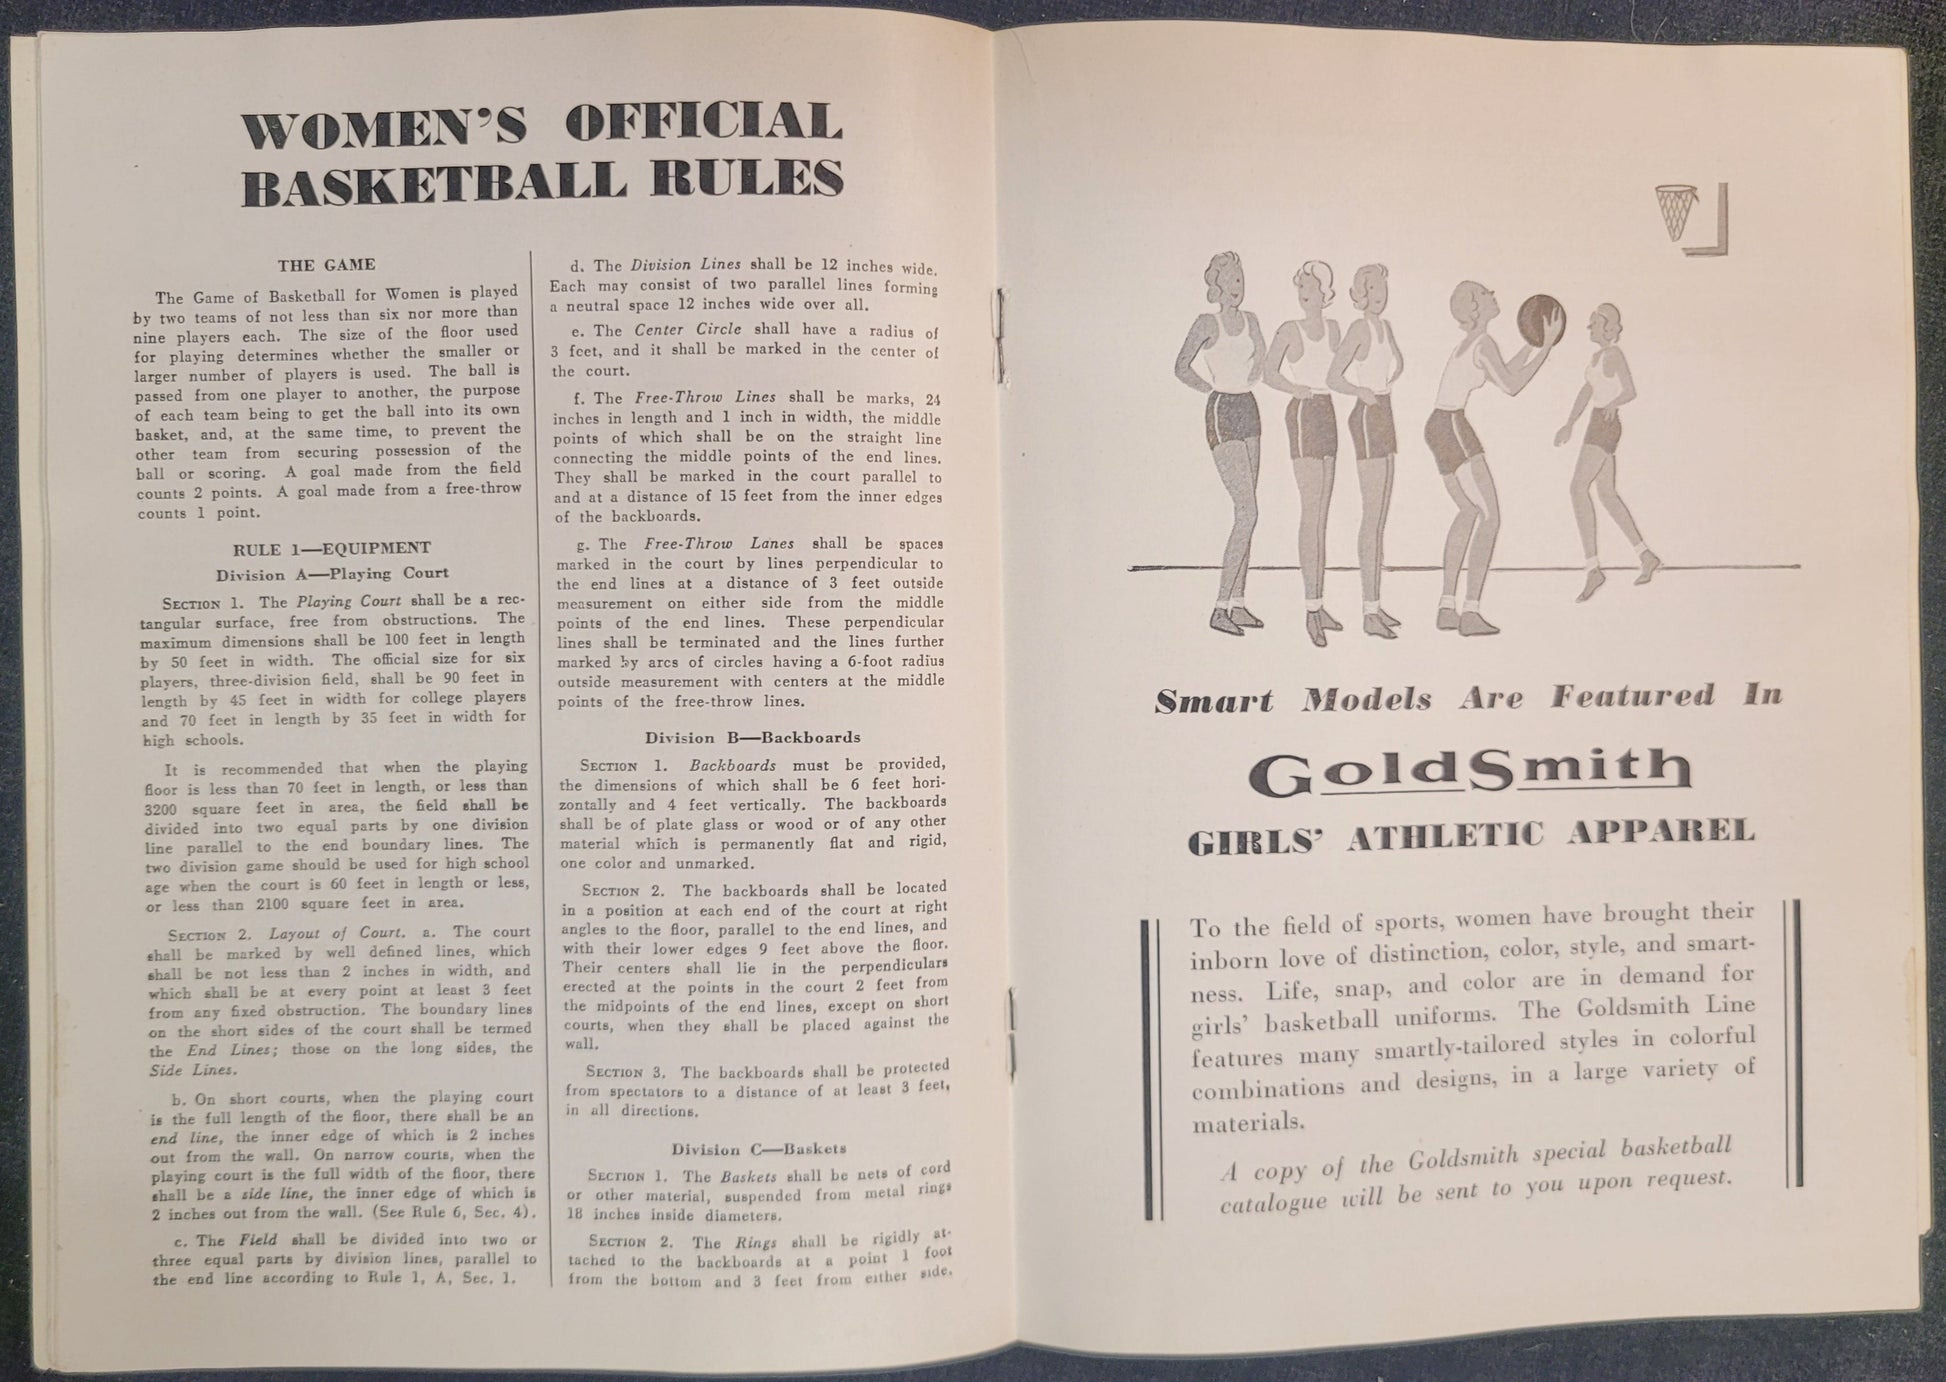 WOMEN'S OFFICIAL
BASKETBALL RULES
THE GAME
The Game of Basketball for Women is played
by two teams of not less than six nor more than
nine players each. The size of the floor used
for playing determines whether the smaller or
larger number of players is used. The ball is
passed from one player to another, the purpose
of each team being to get the ball into its own
basket, and, at the same time, to prevent the
other team from securing possession of the
ball or scoring. A goal made from the field
counts 2 points. A goal made from a free-throw
counts 1 point.
RULE 1—EQUIPMENT
Division A—Playing Court
SECTION 1. The Playing Court shall be a rec-
tangular surface, free from obstructions. The
maximum dimensions shall be 100 feet in length
by 50 feet in width. The official size for six
players, three-division field, shall be 90 feet in
length by 45 feet in width for college players
and 70 feet in length by 35 feet in width for
high schools.
It is recommended that when the playing
floor is less than 70 feet in length, or less than
3200 square feet in area, the field shall be
divided into two equal parts by one division
line parallel to the end boundary lines. The
two division game should be used for high school
age when the court is 60 feet in length or less,
or less than 2100 square feet in area.
SECTION 2. Layout of Court. a. The court
shall be marked by well defined lines, which
shall be not less than 2 inches in width, and
which shall be at every point at least 3 feet
from any fixed obstruction. The boundary lines
on the short sides of the court shall be termed
the End Lines; those on the long sides, the
Side Lines.
b. On short courts, when the playing court
is the full length of the floor, there shall be an
end line, the inner edge of which is 2 inches
out from the wall. On narrow courts, when the
playing court is the full width of the floor, there
shall be a side line, the inner edge of which is
2 inches out from the wall. (See Rule 6, Sec. 4).
c. The Field shall be divided into two or
three equal parts by division lines, parallel to
the end line according to Rule 1, A, Sec. 1.
d. The Division Lines shall be 12 inches wide.
Each may consist of two parallel lines forming
a neutral space 12 inches wide over all.
e. The Center Circle shall have a radius of
3 feet, and it shall be marked in the center of
the court.
f. The Free-Throw Lines shall be marks, 24
inches in length and 1 inch in width, the middle
points of which shall be on the straight line
connecting the middle points of the end lines.
They shall be marked in the court parallel to
and at a distance of 15 feet from the inner edges
of the backboards.
g. The Free-Throw Lanes shall be spaces
marked in the court by lines perpendicular to
the end lines at a distance of 3 feet outside
measurement on either side from the middle
points of the end lines. These perpendicular
lines shall be terminated and the lines further
marked by arcs of circles having a 6-foot radius
outside measurement with centers at the middle
points of the free-throw lines.
Division B—Backboards
SECTION 1. Backboards must be provided,
the dimensions of which shall be 6 feet hori-
zontally and 4 feet vertically. The backboards
shall be of plate glass or wood or of any other
material which is permanently flat and rigid,
one color and unmarked.
SECTION 2. The backboards shall be located
in a position at each end of the court at right
angles to the floor, parallel to the end lines, and
with their lower edges 9 feet above the floor.
Their centers shall lie in the perpendiculars
erected at the points in the court 2 feet from
the midpoints of the end lines, except on short
courts, when they shall be placed against the
wall.
SECTION 3. The backboards shall be protected
from spectators to a distance of at least 3 feet,
in all directions.
Division C—Baskets
SECTION 1. The Baskets shall be nets of cord
or other material, suspended from metal rings
18 inches inside diameters.
SECTION 2. The Rings shall be rigidly at-
tached to the backboards at a point 1 foot
from the bottom and 3 feet from either side.
Smart Models Are Featured In
GoldSmith
GIRLS' ATHLETIC APPAREL
To the field of sports, women have brought their
inborn love of distinction, color, style, and smart-
ness. Life, snap, and color are in demand for
girls' basketball uniforms. The Goldsmith Line
features many smartly-tailored styles in colorful
combinations and designs, in a large variety of
materials.
A copy of the Goldsmith special basketball
catalogue will be sent to you upon request.